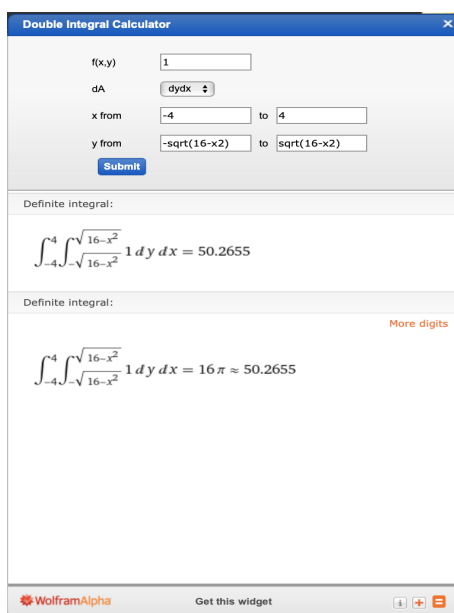 Double Integral Calculator ×
f(x,y) 1
dA dydx
x from -4 to 4
y from -sqrt(16-x2) to sqrt(16-x2)
Submit
Definite integral:
∫_{-4}^{4} ∫_{-√(16-x²)}^{√(16-x²)} 1 dy dx = 50.2655
Definite integral:
More digits
∫_{-4}^{4} ∫_{-√(16-x²)}^{√(16-x²)} 1 dy dx = 16 π ≈ 50.2655
WolframAlpha Get this widget i + =